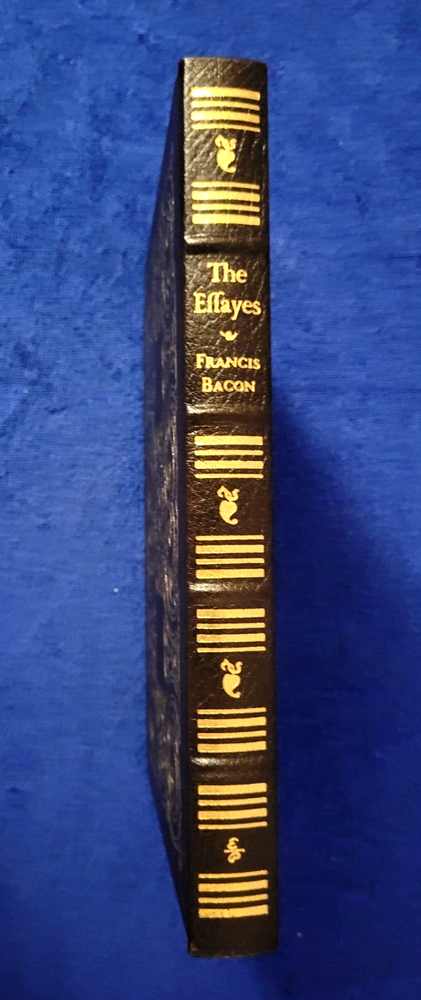 The
Eſſayes
FRANCIS
BACON